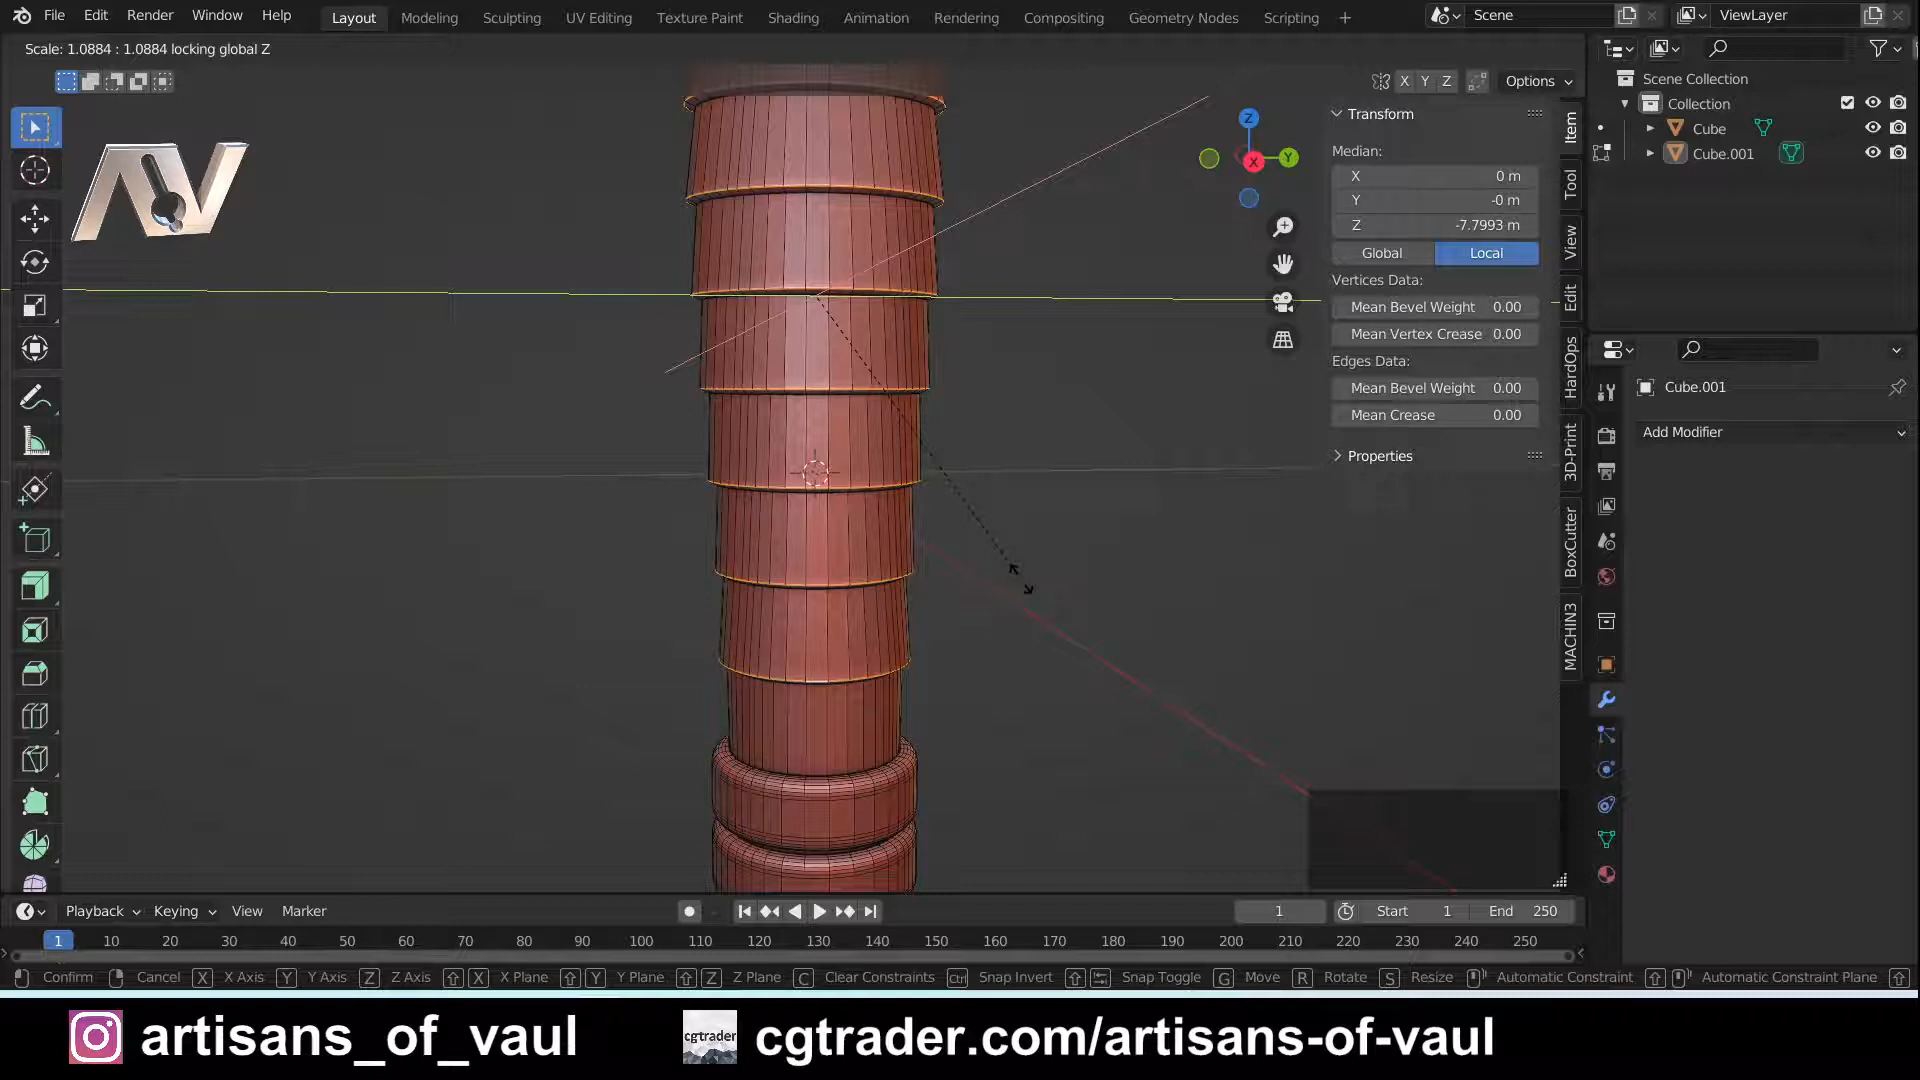 File Edit Render Window Help Layout Modeling Sculpting UV Editing Texture Paint Shading Animation Rendering Compositing Geometry Nodes Scripting + Scene ViewLayer
Scale: 1.0884 : 1.0884 locking global Z
X Y Z Options
Scene Collection
Collection
Cube
Cube.001
Transform
Median:
X 0 m
Y -0 m
Z -7.7993 m
Global Local
Vertices Data:
Mean Bevel Weight 0.00
Mean Vertex Crease 0.00
Edges Data:
Mean Bevel Weight 0.00
Mean Crease 0.00
Properties
Item
Tool
View
Edit
HardOps
3D-Print
BoxCutter
MACHIN3
Z
Y
X
AV
Cube.001
Add Modifier
Playback Keying View Marker 1 Start 1 End 250
1 10 20 30 40 50 60 70 80 90 100 110 120 130 140 150 160 170 180 190 200 210 220 230 240 250
Confirm Cancel X X Axis Y Y Axis Z Z Axis X X Plane Y Y Plane Z Z Plane C Clear Constraints Ctrl Snap Invert Snap Toggle G Move R Rotate S Resize Automatic Constraint Automatic Constraint Plane
artisans_of_vaul
cgtrader
cgtrader.com/artisans-of-vaul